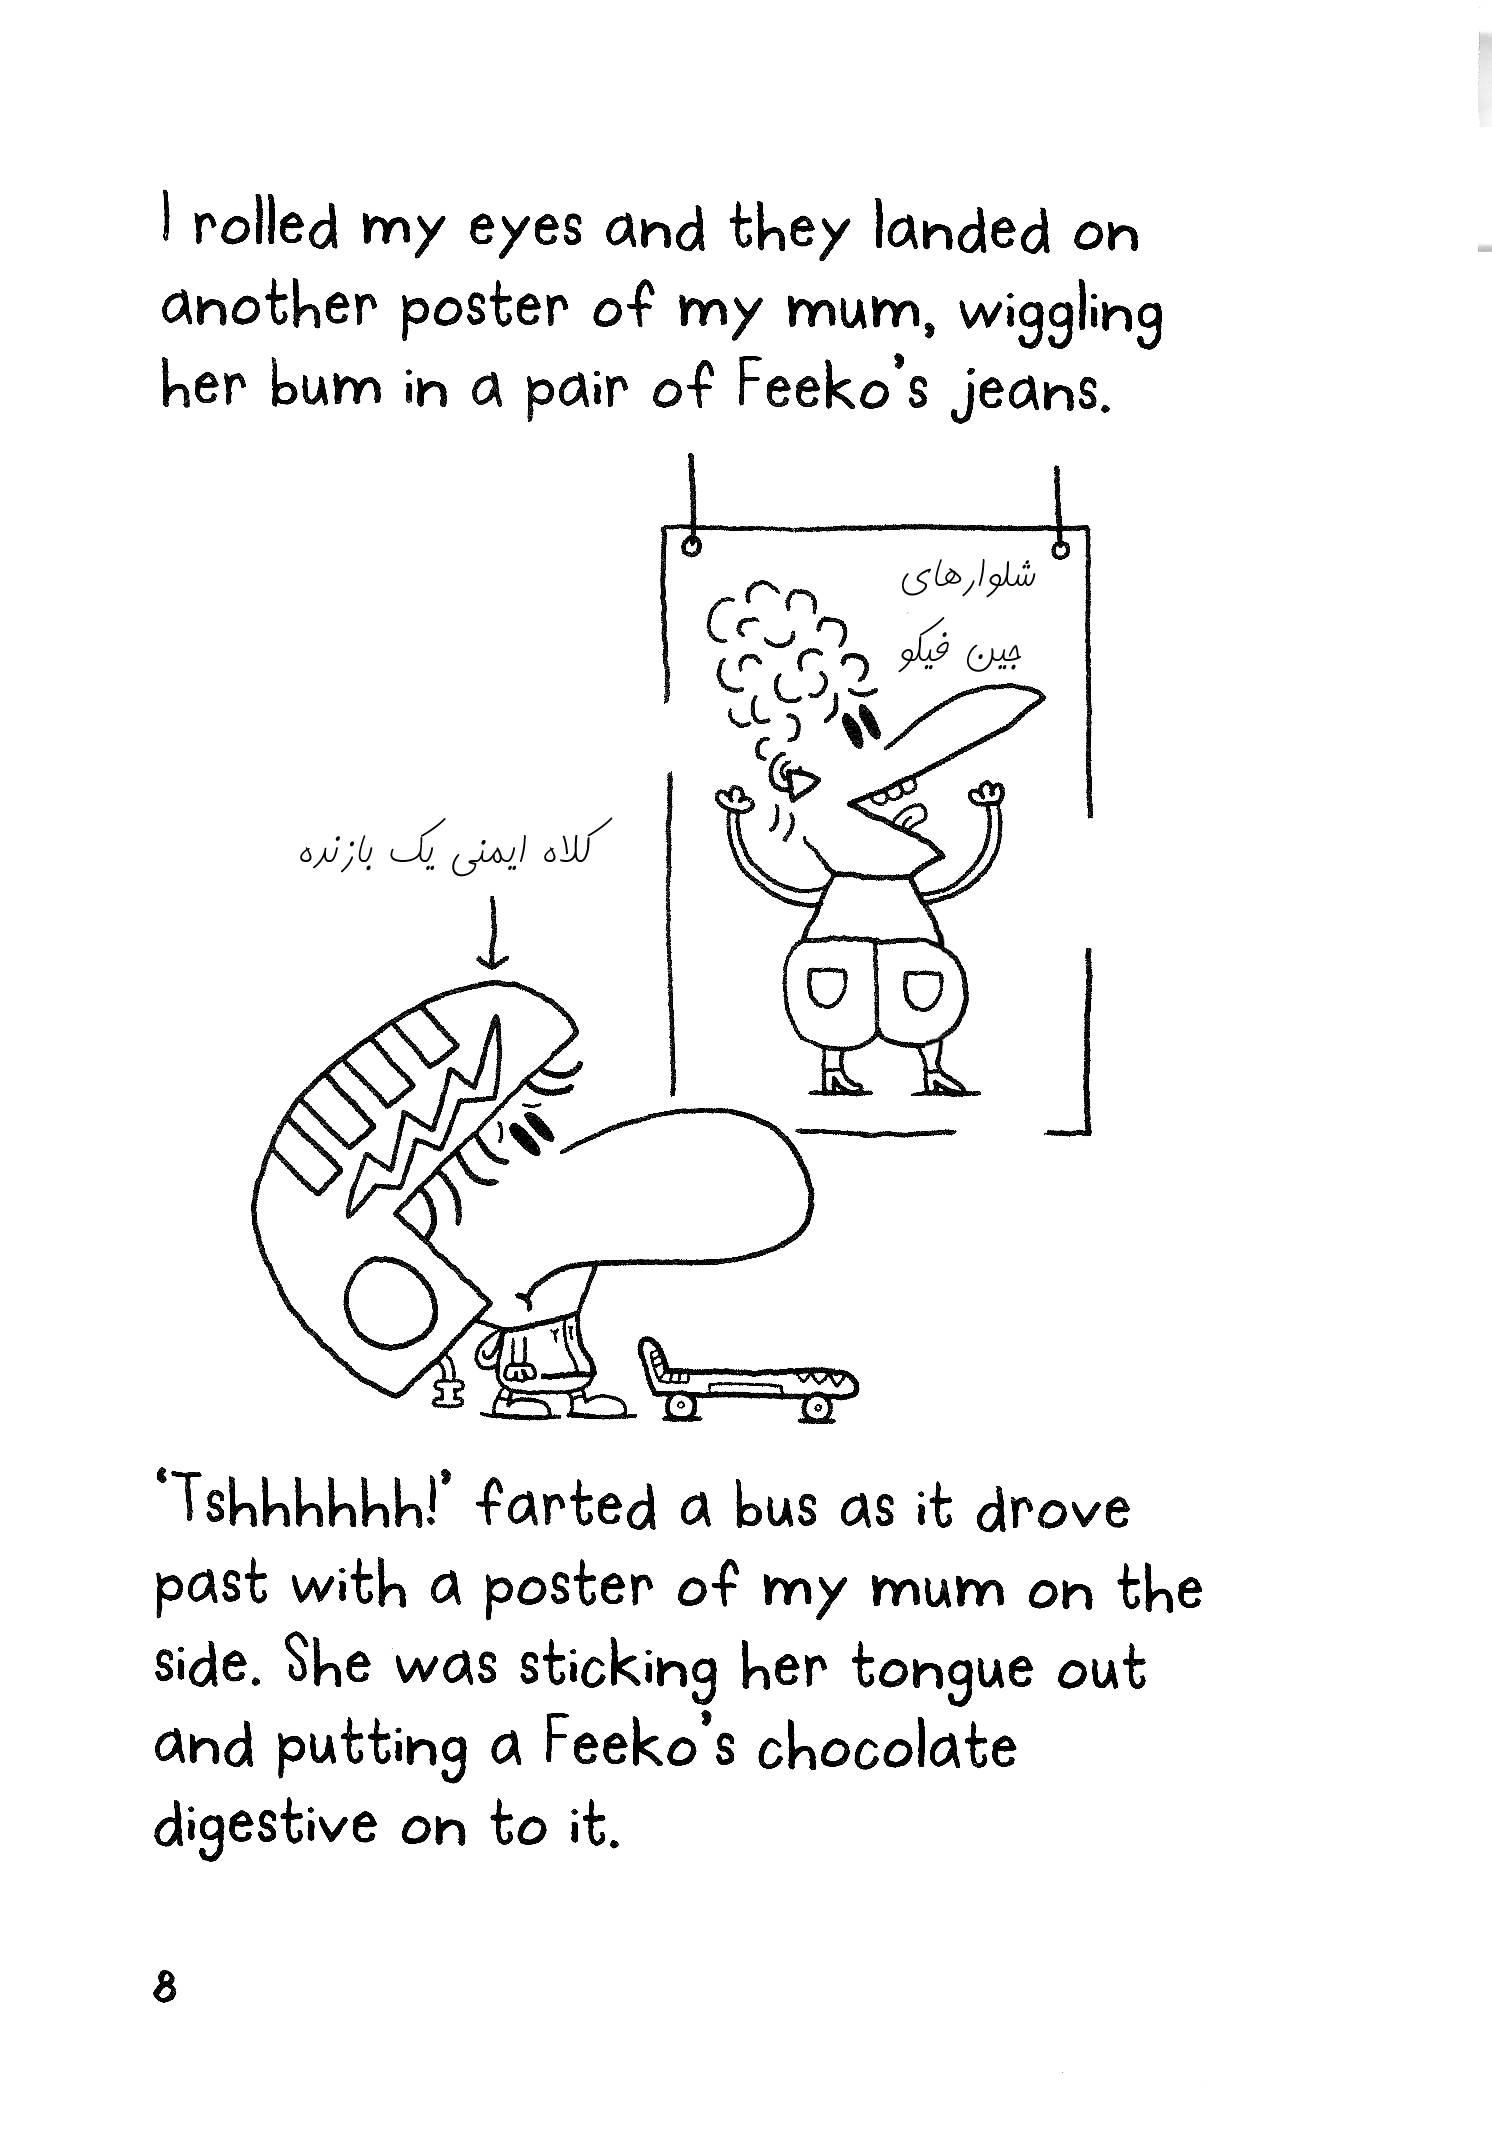 I rolled my eyes and they landed on
another poster of my mum, wiggling
her bum in a pair of Feeko's jeans.
شلوارهای
جین فیکو
کلاه ایمنی یک بازنده
'Tshhhhhh!' farted a bus as it drove
past with a poster of my mum on the
side. She was sticking her tongue out
and putting a Feeko's chocolate
digestive on to it.
8